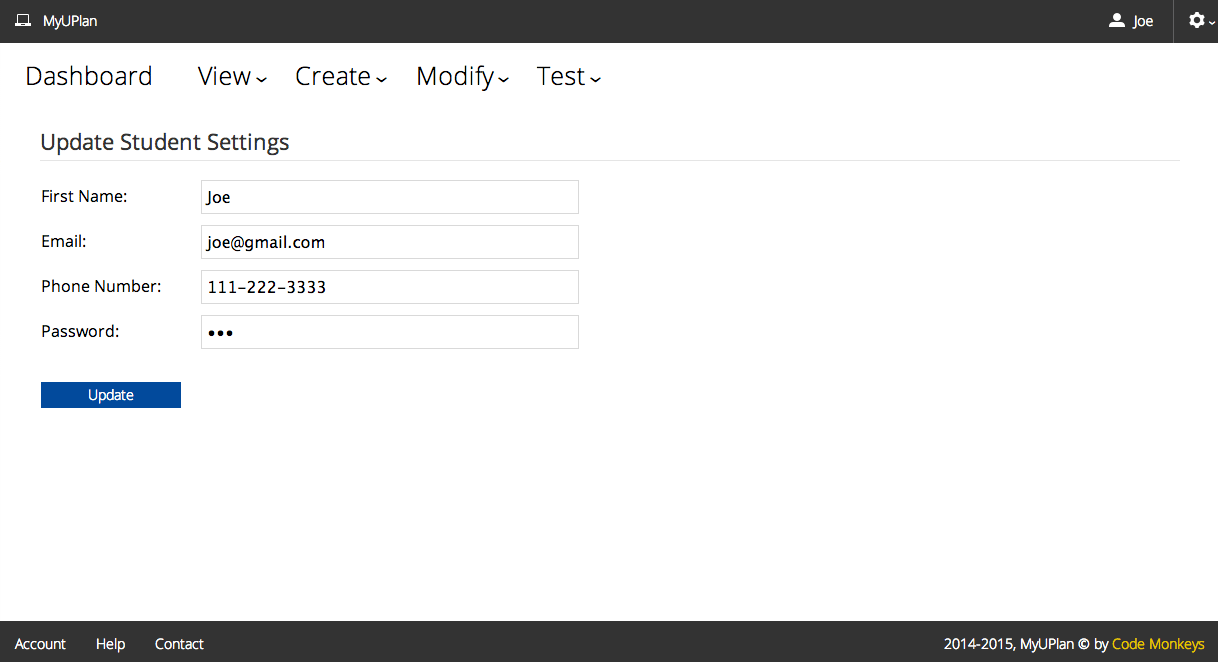 MyUPlan Joe
Dashboard View Create Modify Test
Update Student Settings
First Name: Joe
Email: joe@gmail.com
Phone Number: 111-222-3333
Password: •••
Update
Account Help Contact 2014-2015, MyUPlan © by Code Monkeys